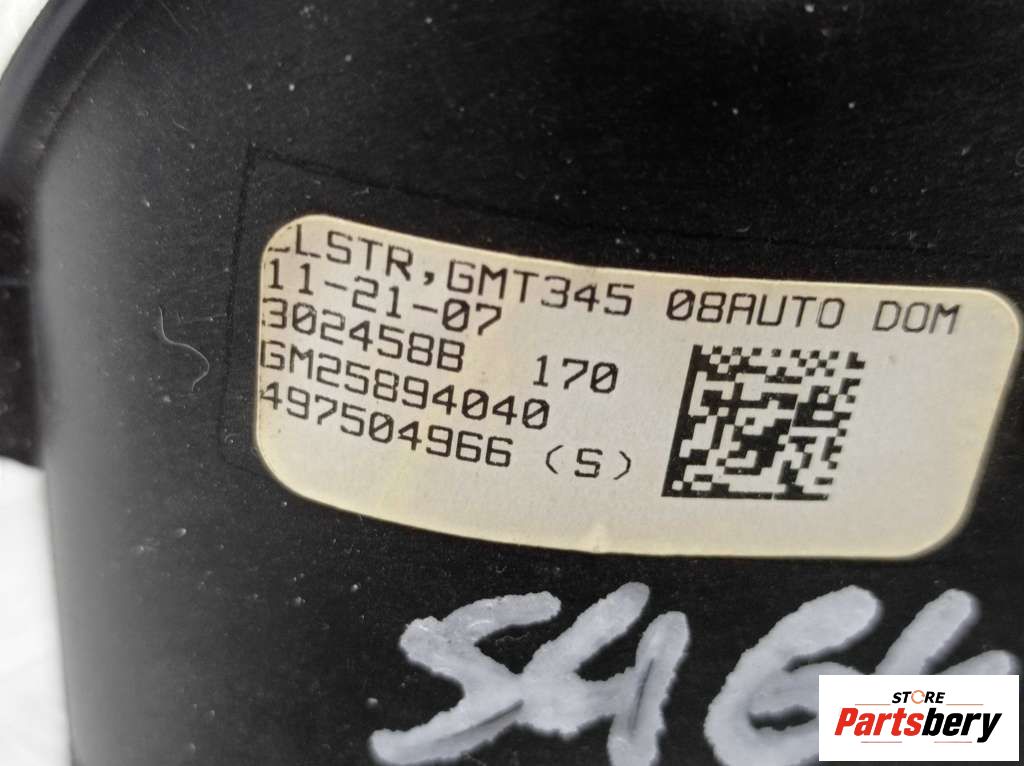 CLSTR,GMT345 08AUTO DOM
11-21-07
302458B 170
GM25894040
497504966 (S)
STORE
Partsbery